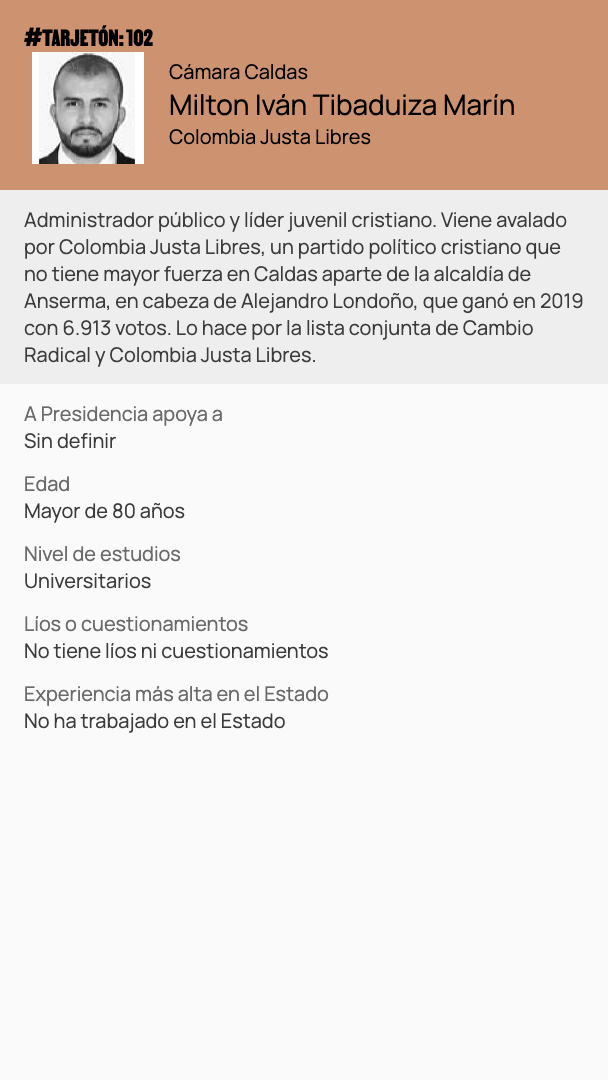 #TARJETÓN: 102
Cámara Caldas
Milton Iván Tibaduiza Marín
Colombia Justa Libres
Administrador público y líder juvenil cristiano. Viene avalado
por Colombia Justa Libres, un partido político cristiano que
no tiene mayor fuerza en Caldas aparte de la alcaldía de
Anserma, en cabeza de Alejandro Londoño, que ganó en 2019
con 6.913 votos. Lo hace por la lista conjunta de Cambio
Radical y Colombia Justa Libres.
A Presidencia apoya a
Sin definir
Edad
Mayor de 80 años
Nivel de estudios
Universitarios
Líos o cuestionamientos
No tiene líos ni cuestionamientos
Experiencia más alta en el Estado
No ha trabajado en el Estado